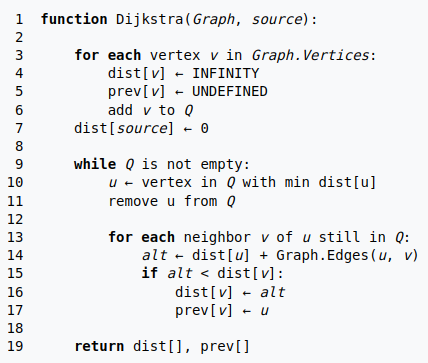 1 function Dijkstra(Graph, source):
2
3     for each vertex v in Graph.Vertices:
4         dist[v] ← INFINITY
5         prev[v] ← UNDEFINED
6         add v to Q
7     dist[source] ← 0
8
9     while Q is not empty:
10         u ← vertex in Q with min dist[u]
11         remove u from Q
12
13         for each neighbor v of u still in Q:
14             alt ← dist[u] + Graph.Edges(u, v)
15             if alt < dist[v]:
16                 dist[v] ← alt
17                 prev[v] ← u
18
19     return dist[], prev[]